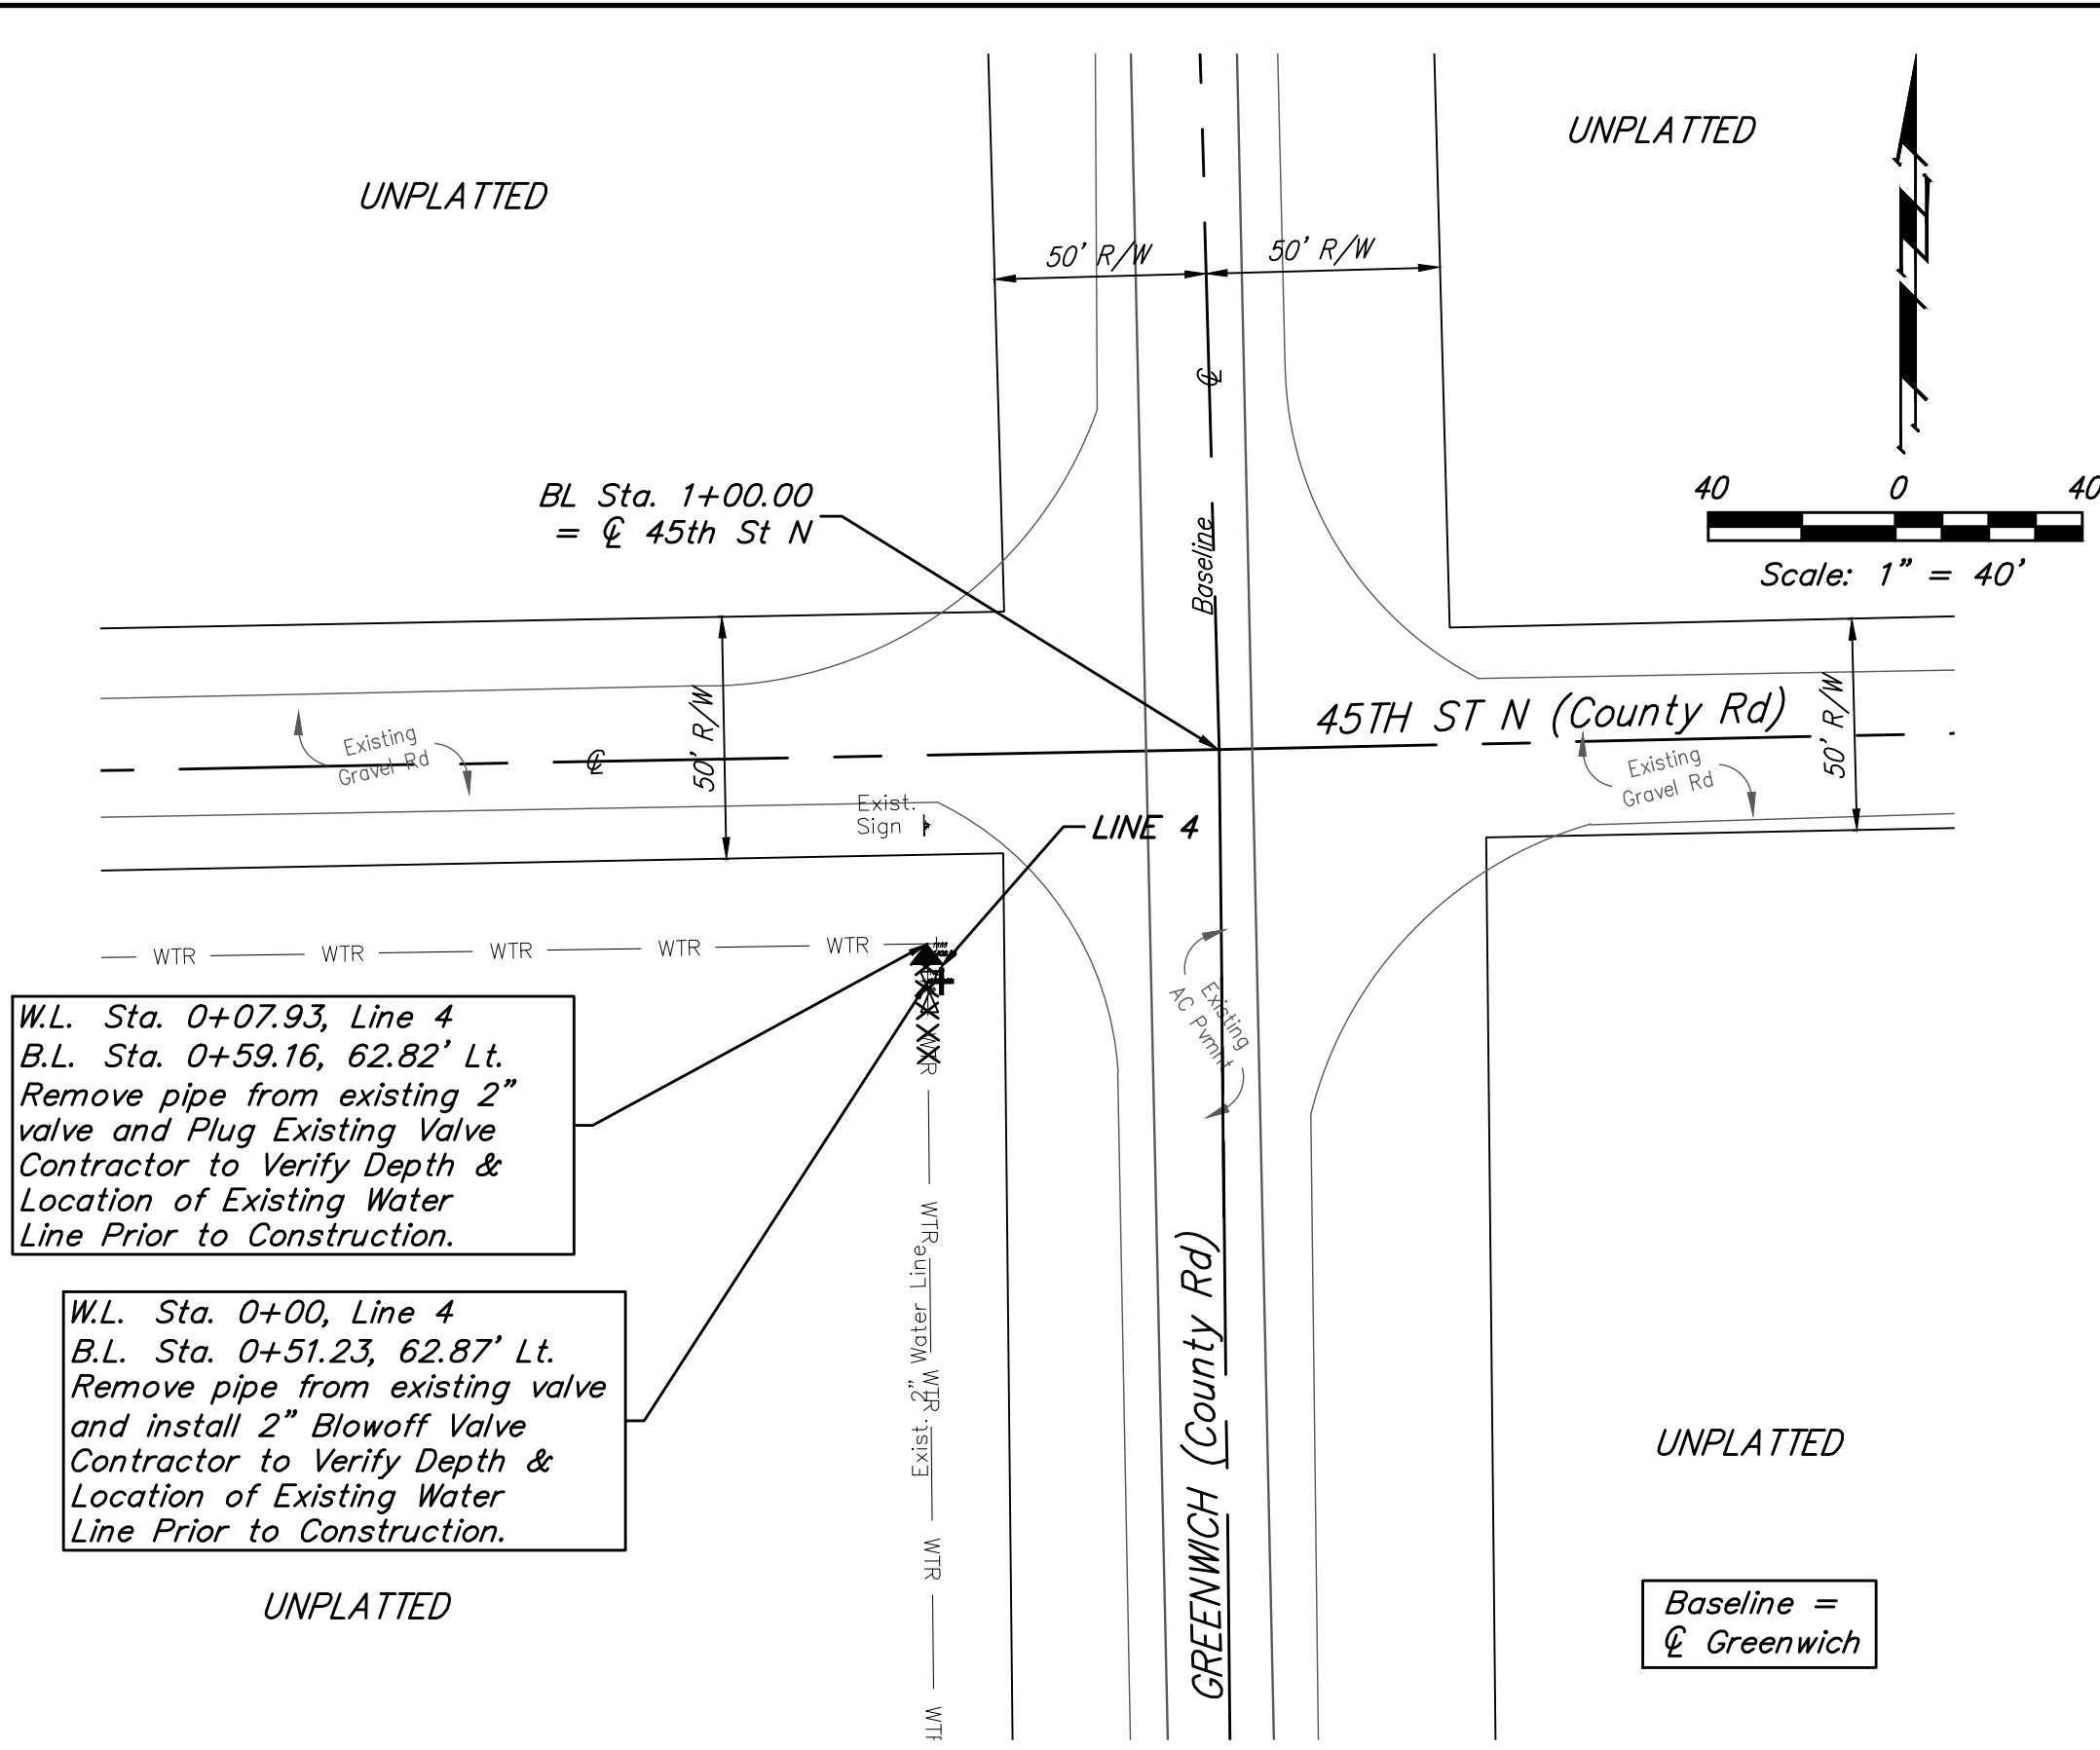 UNPLATTED
UNPLATTED
50' R/W
50' R/W
℄
BL Sta. 1+00.00
= ℄ 45th St N
Baseline
40 0 40
Scale: 1" = 40'
45TH ST N (County Rd)
50' R/W
50' R/W
Existing
Gravel Rd
℄
Existing
Gravel Rd
Exist.
Sign
LINE 4
WTR WTR WTR WTR WTR
Existing
AC Pvmnt
W.L. Sta. 0+07.93, Line 4
B.L. Sta. 0+59.16, 62.82' Lt.
Remove pipe from existing 2"
valve and Plug Existing Valve
Contractor to Verify Depth &
Location of Existing Water
Line Prior to Construction.
WTR
WTR
Exist. 2" Water Line
WTR
WTR
WTR
GREENWICH (County Rd)
W.L. Sta. 0+00, Line 4
B.L. Sta. 0+51.23, 62.87' Lt.
Remove pipe from existing valve
and install 2" Blowoff Valve
Contractor to Verify Depth &
Location of Existing Water
Line Prior to Construction.
UNPLATTED
UNPLATTED
Baseline =
℄ Greenwich